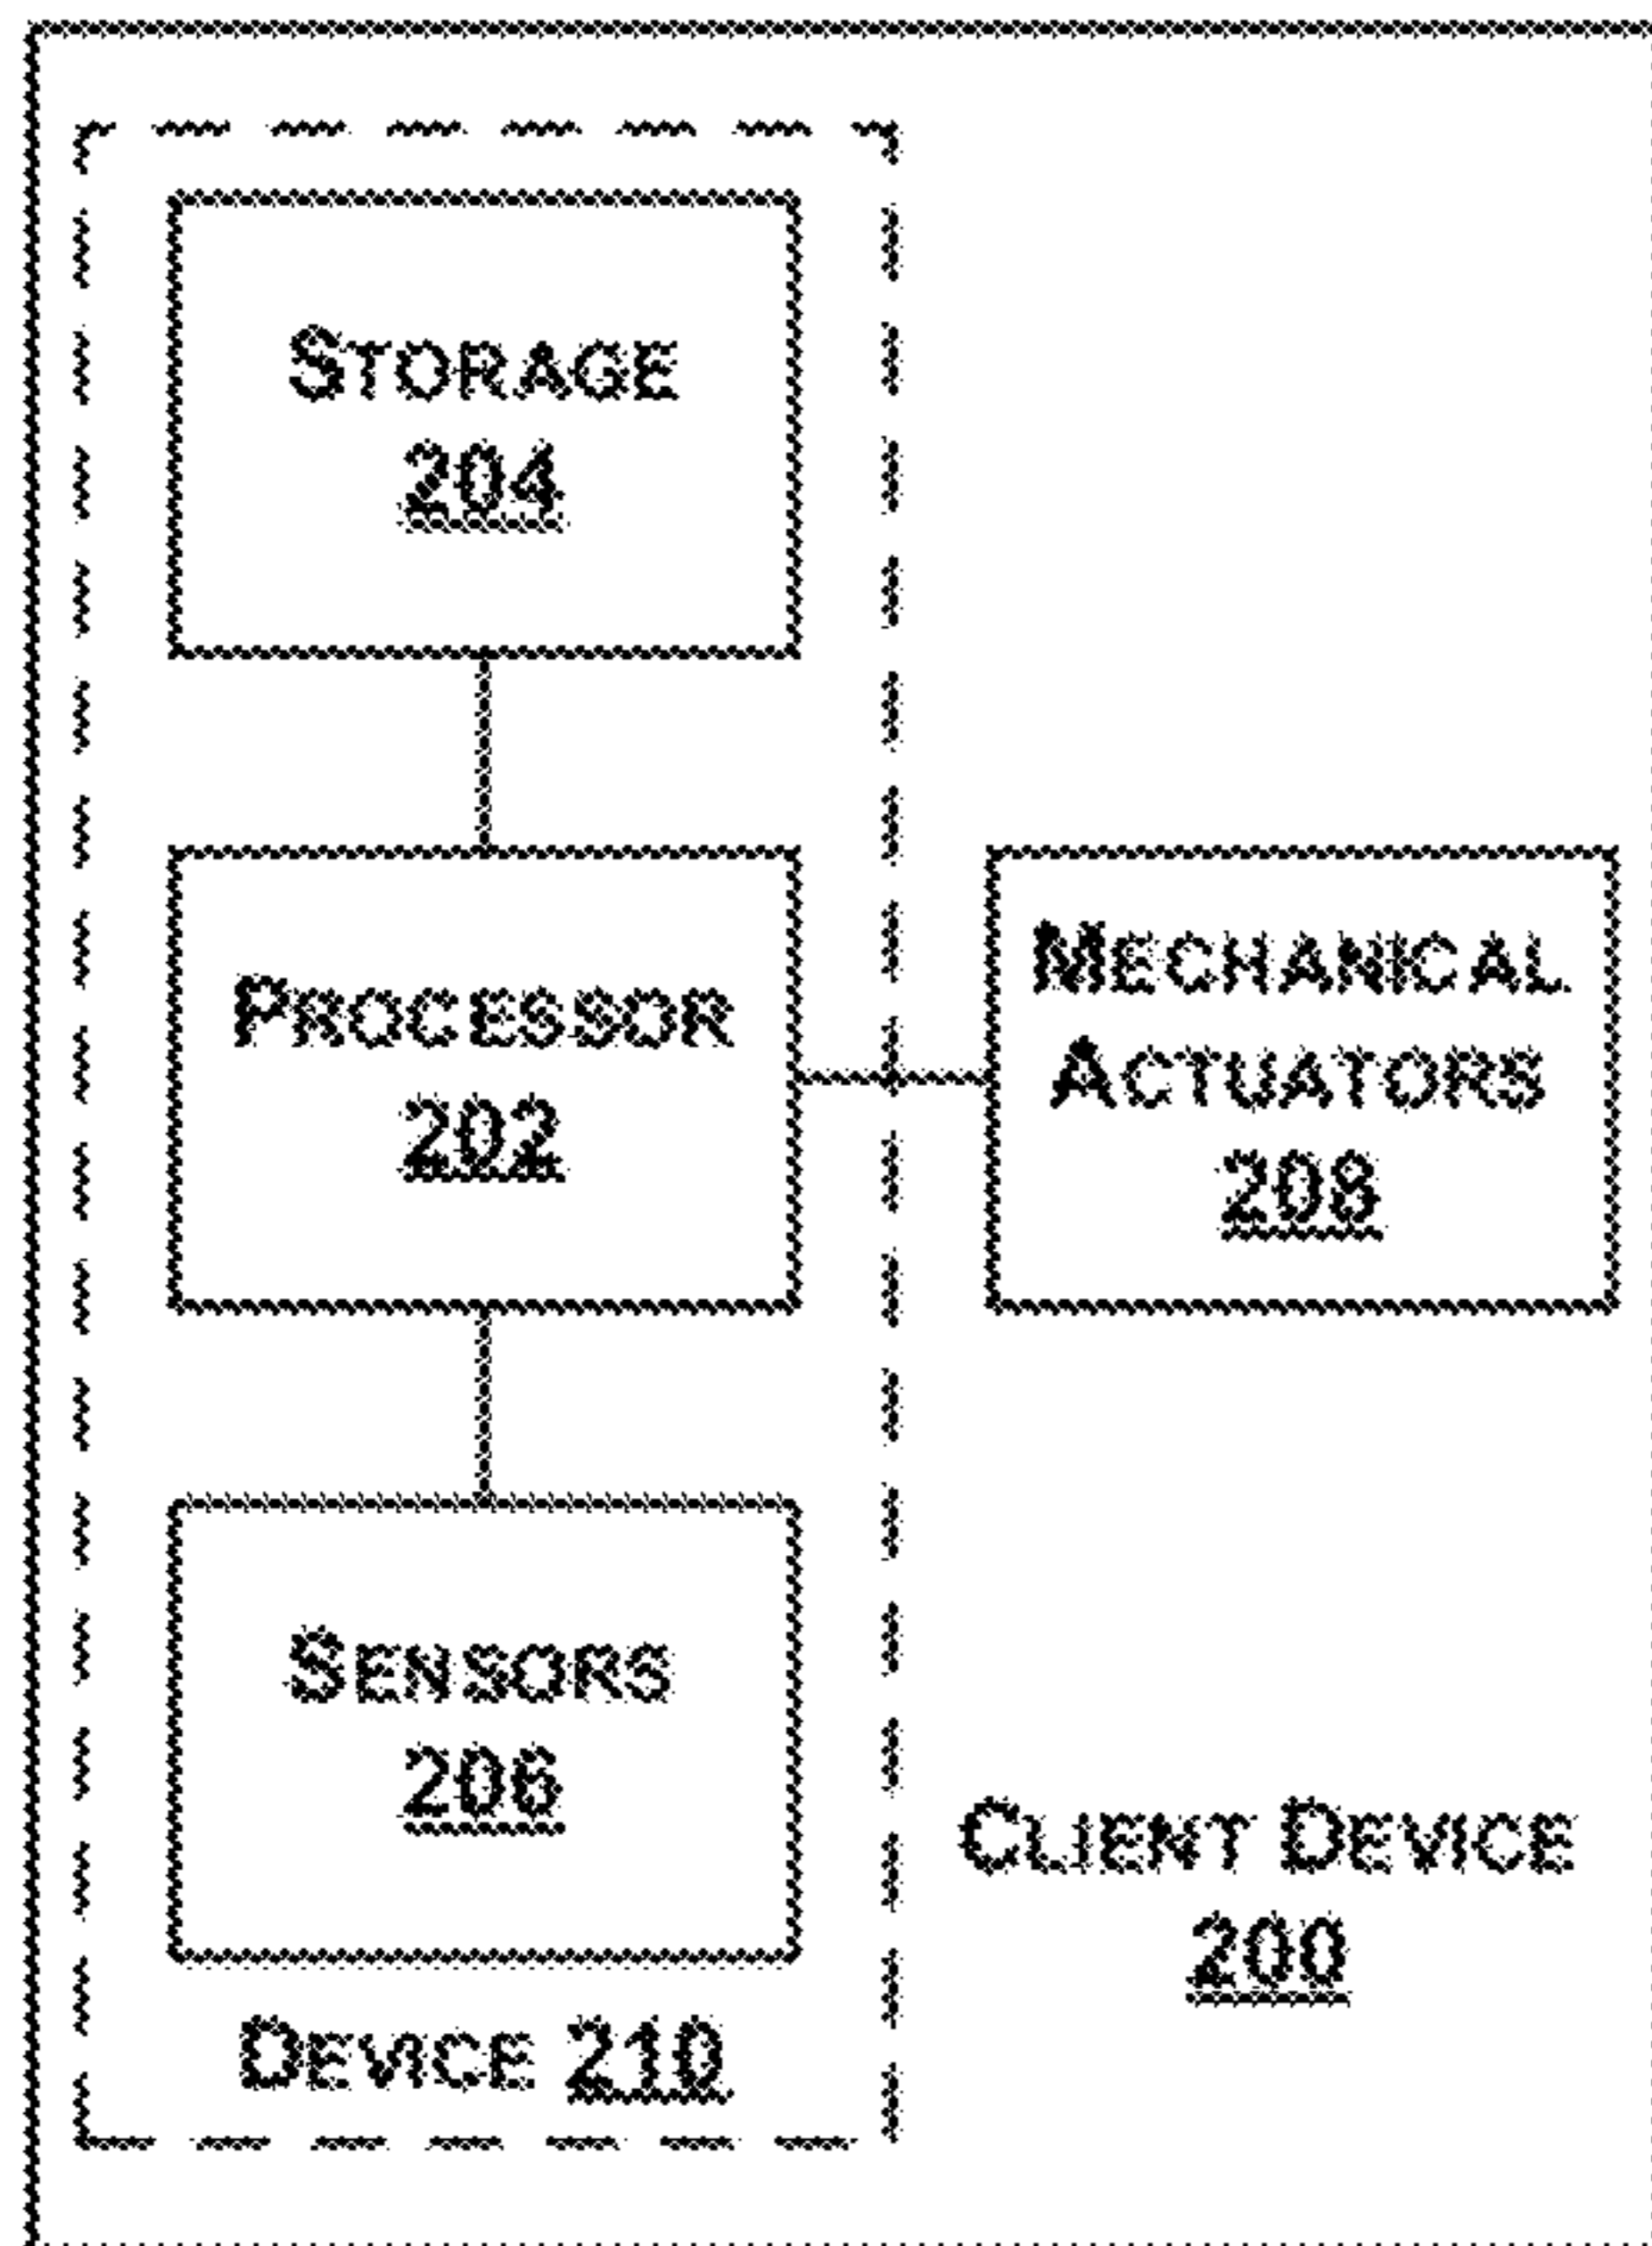 STORAGE
204
PROCESSOR
202
MECHANICAL
ACTUATORS
208
SENSORS
206
DEVICE 210
CLIENT DEVICE
200